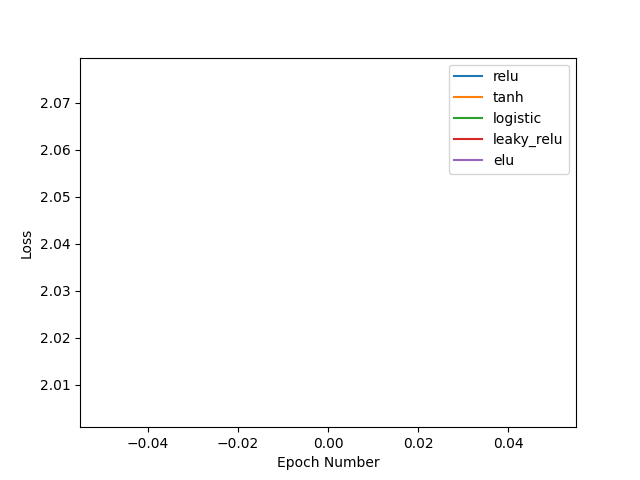 relu
tanh
logistic
leaky_relu
elu
2.07
2.06
2.05
2.04
2.03
2.02
2.01
Loss
−0.04 −0.02 0.00 0.02 0.04
Epoch Number